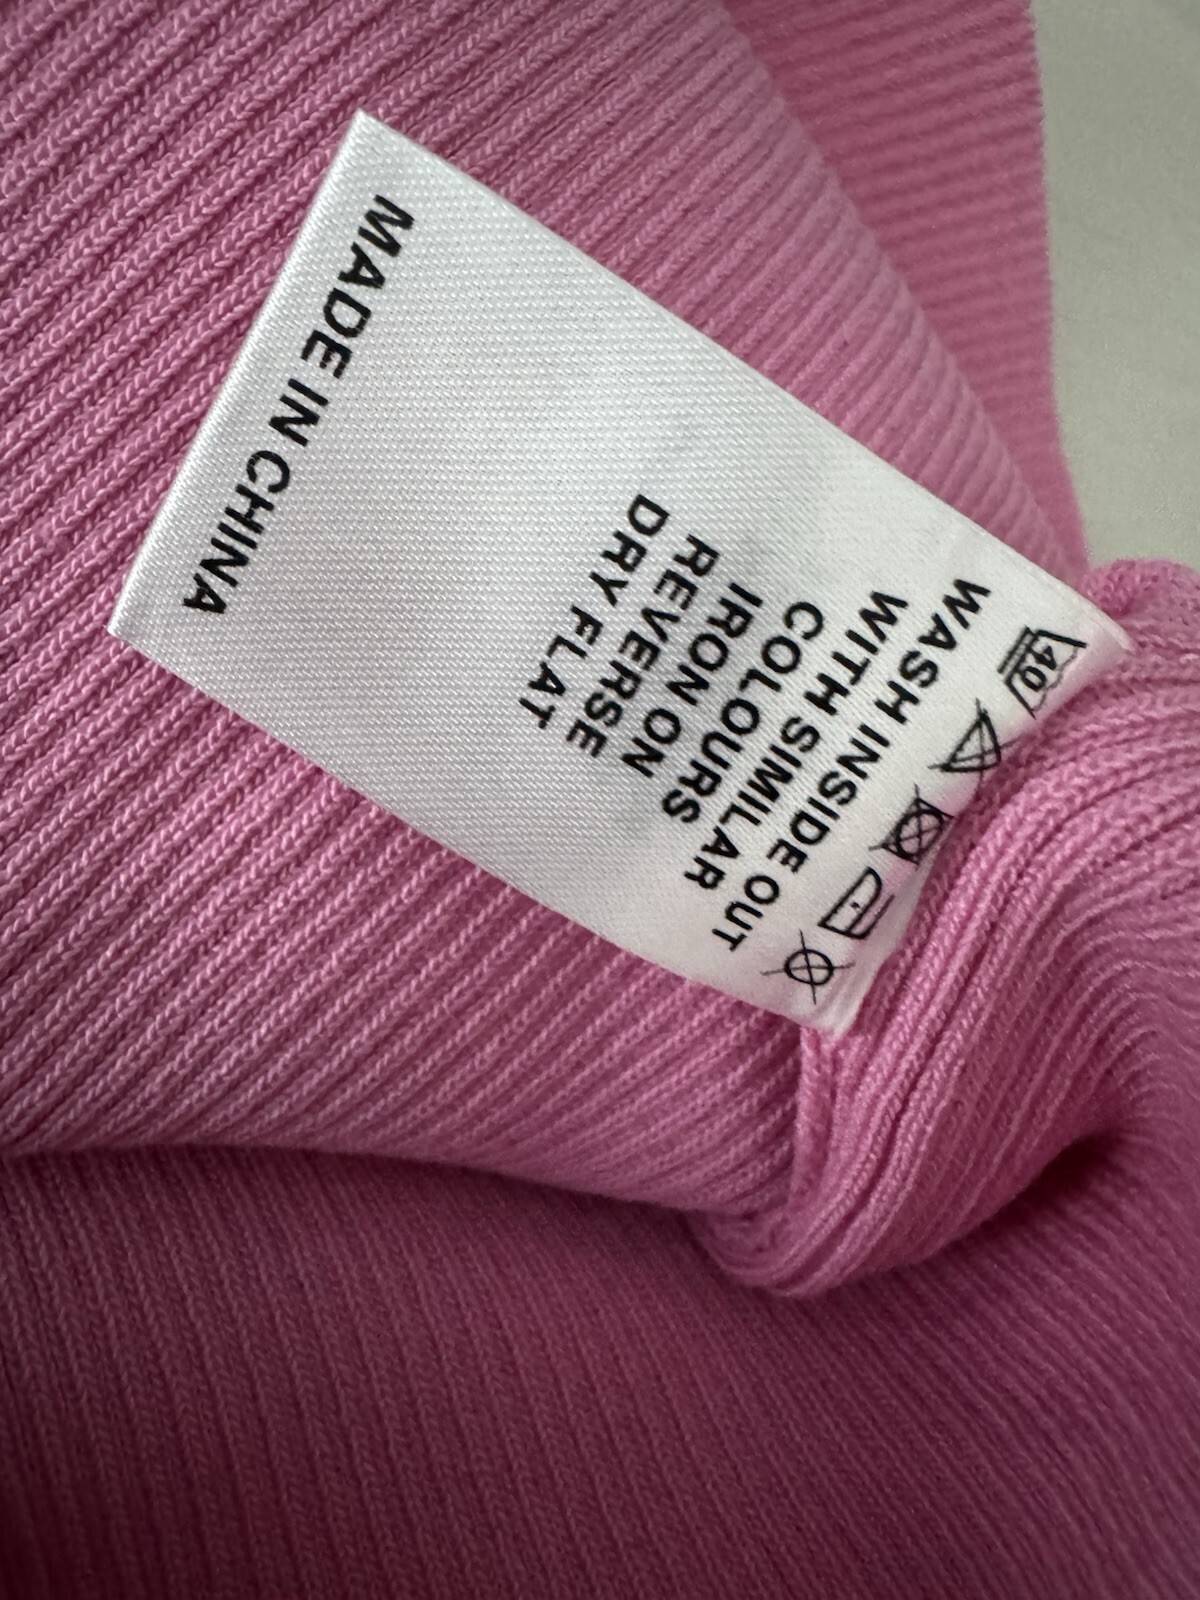 40
WASH INSIDE OUT
WITH SIMILAR
COLOURS
IRON ON
REVERSE
DRY FLAT
MADE IN CHINA